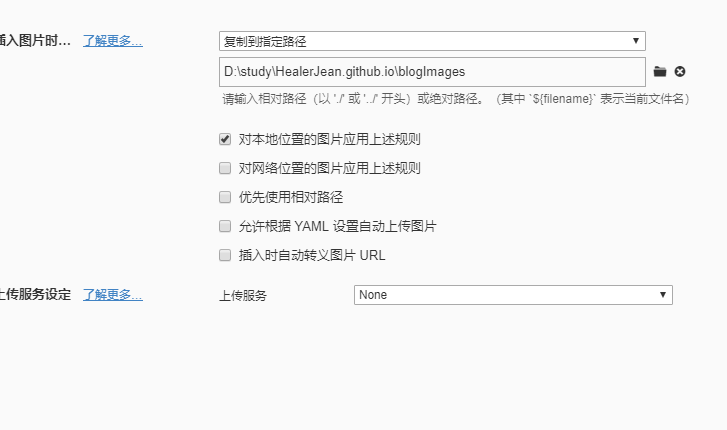 插入图片时... 了解更多... 复制到指定路径
D:\study\HealerJean.github.io\blogImages
请输入相对路径（以 './' 或 '../' 开头）或绝对路径。（其中 `${filename}` 表示当前文件名）
对本地位置的图片应用上述规则
对网络位置的图片应用上述规则
优先使用相对路径
允许根据 YAML 设置自动上传图片
插入时自动转义图片 URL
上传服务设定 了解更多... 上传服务 None